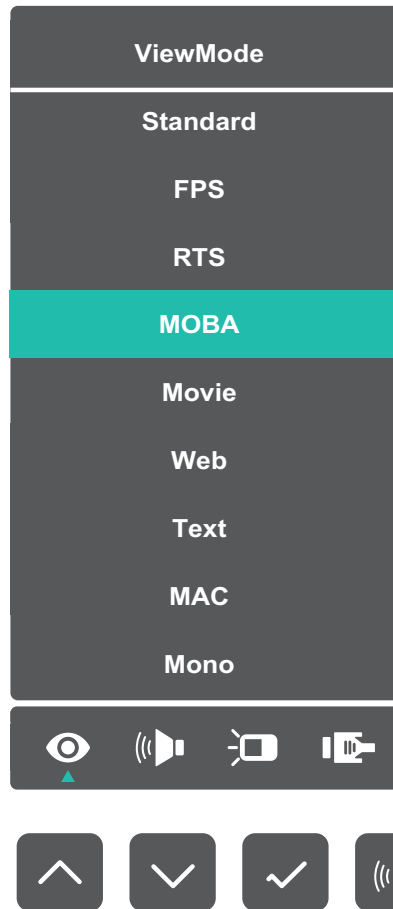 ViewMode
Standard
FPS
RTS
MOBA
Movie
Web
Text
MAC
Mono